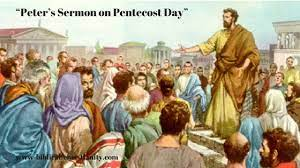 “Peter’s Sermon on Pentecost Day”